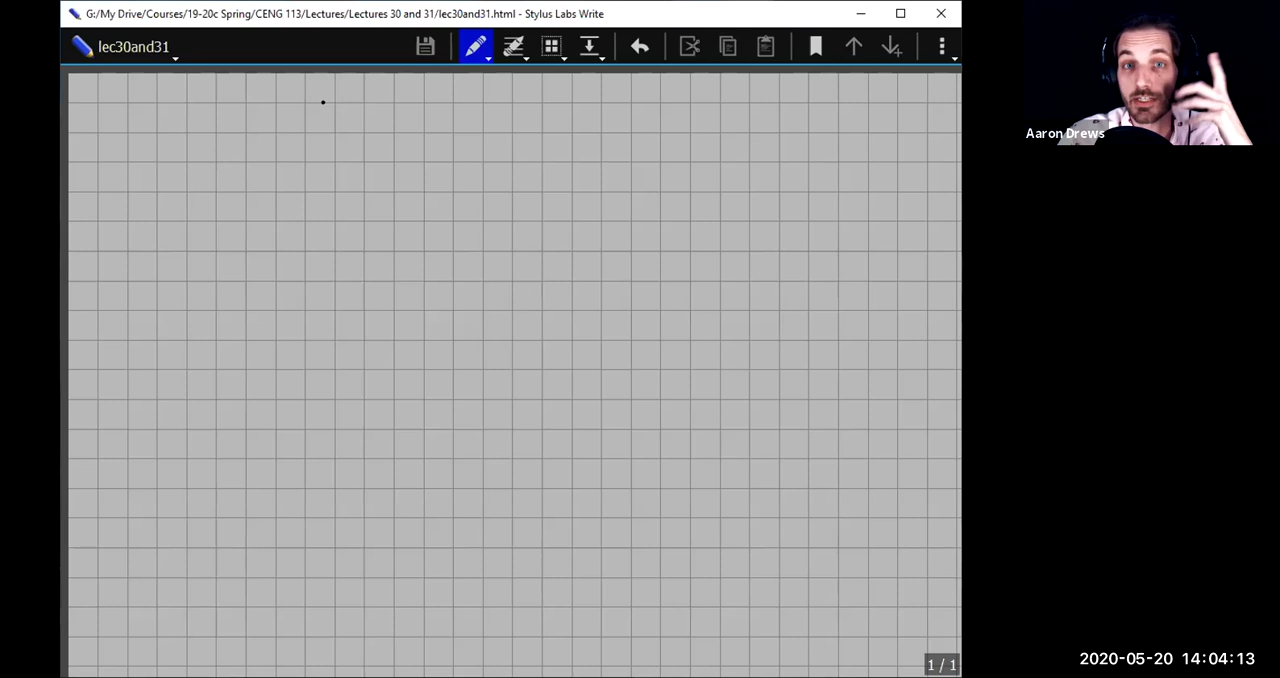 G:/My Drive/Courses/19-20c Spring/CENG 113/Lectures/Lectures 30 and 31/lec30and31.html - Stylus Labs Write
lec30and31
Aaron Drews
1 / 1
2020-05-20 14:04:13